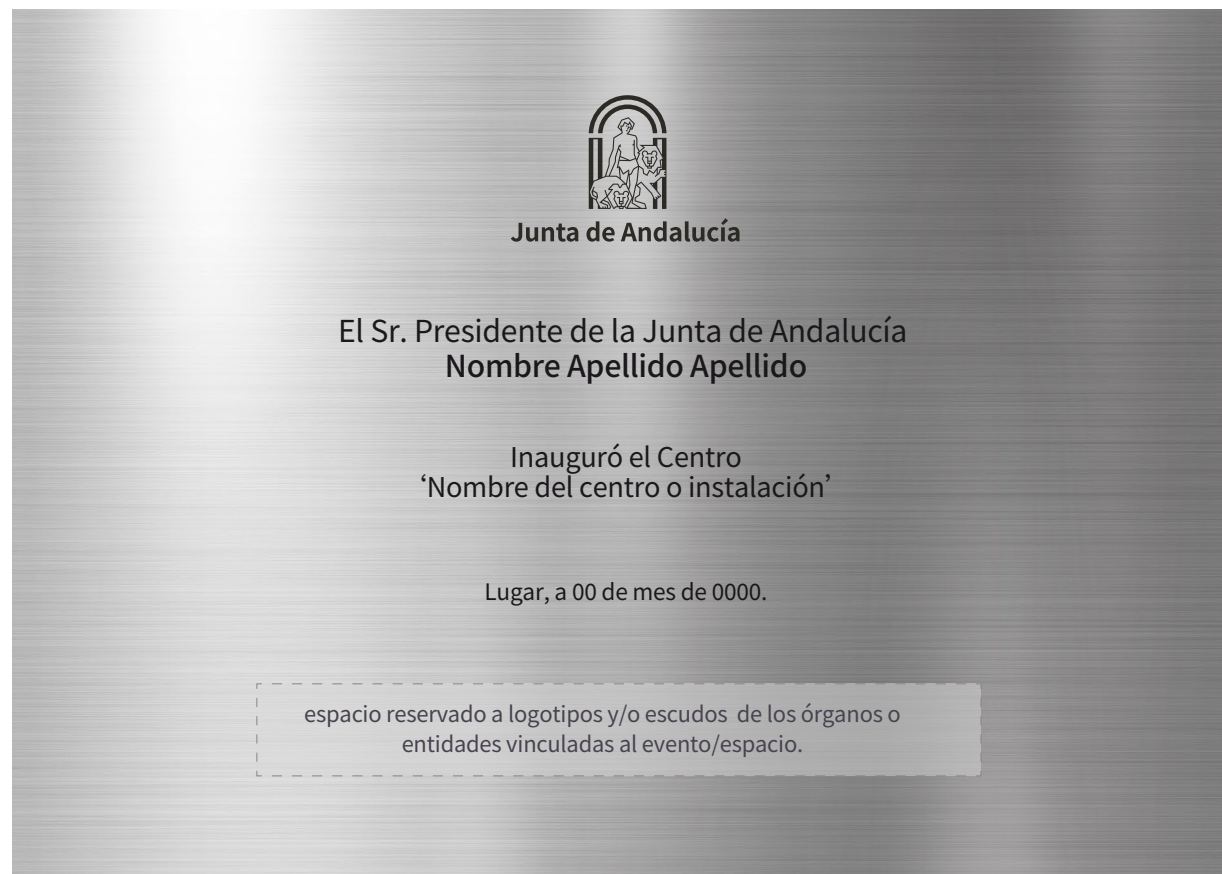 Junta de Andalucía
El Sr. Presidente de la Junta de Andalucía
Nombre Apellido Apellido
Inauguró el Centro
‘Nombre del centro o instalación’
Lugar, a 00 de mes de 0000.
espacio reservado a logotipos y/o escudos de los órganos o
entidades vinculadas al evento/espacio.